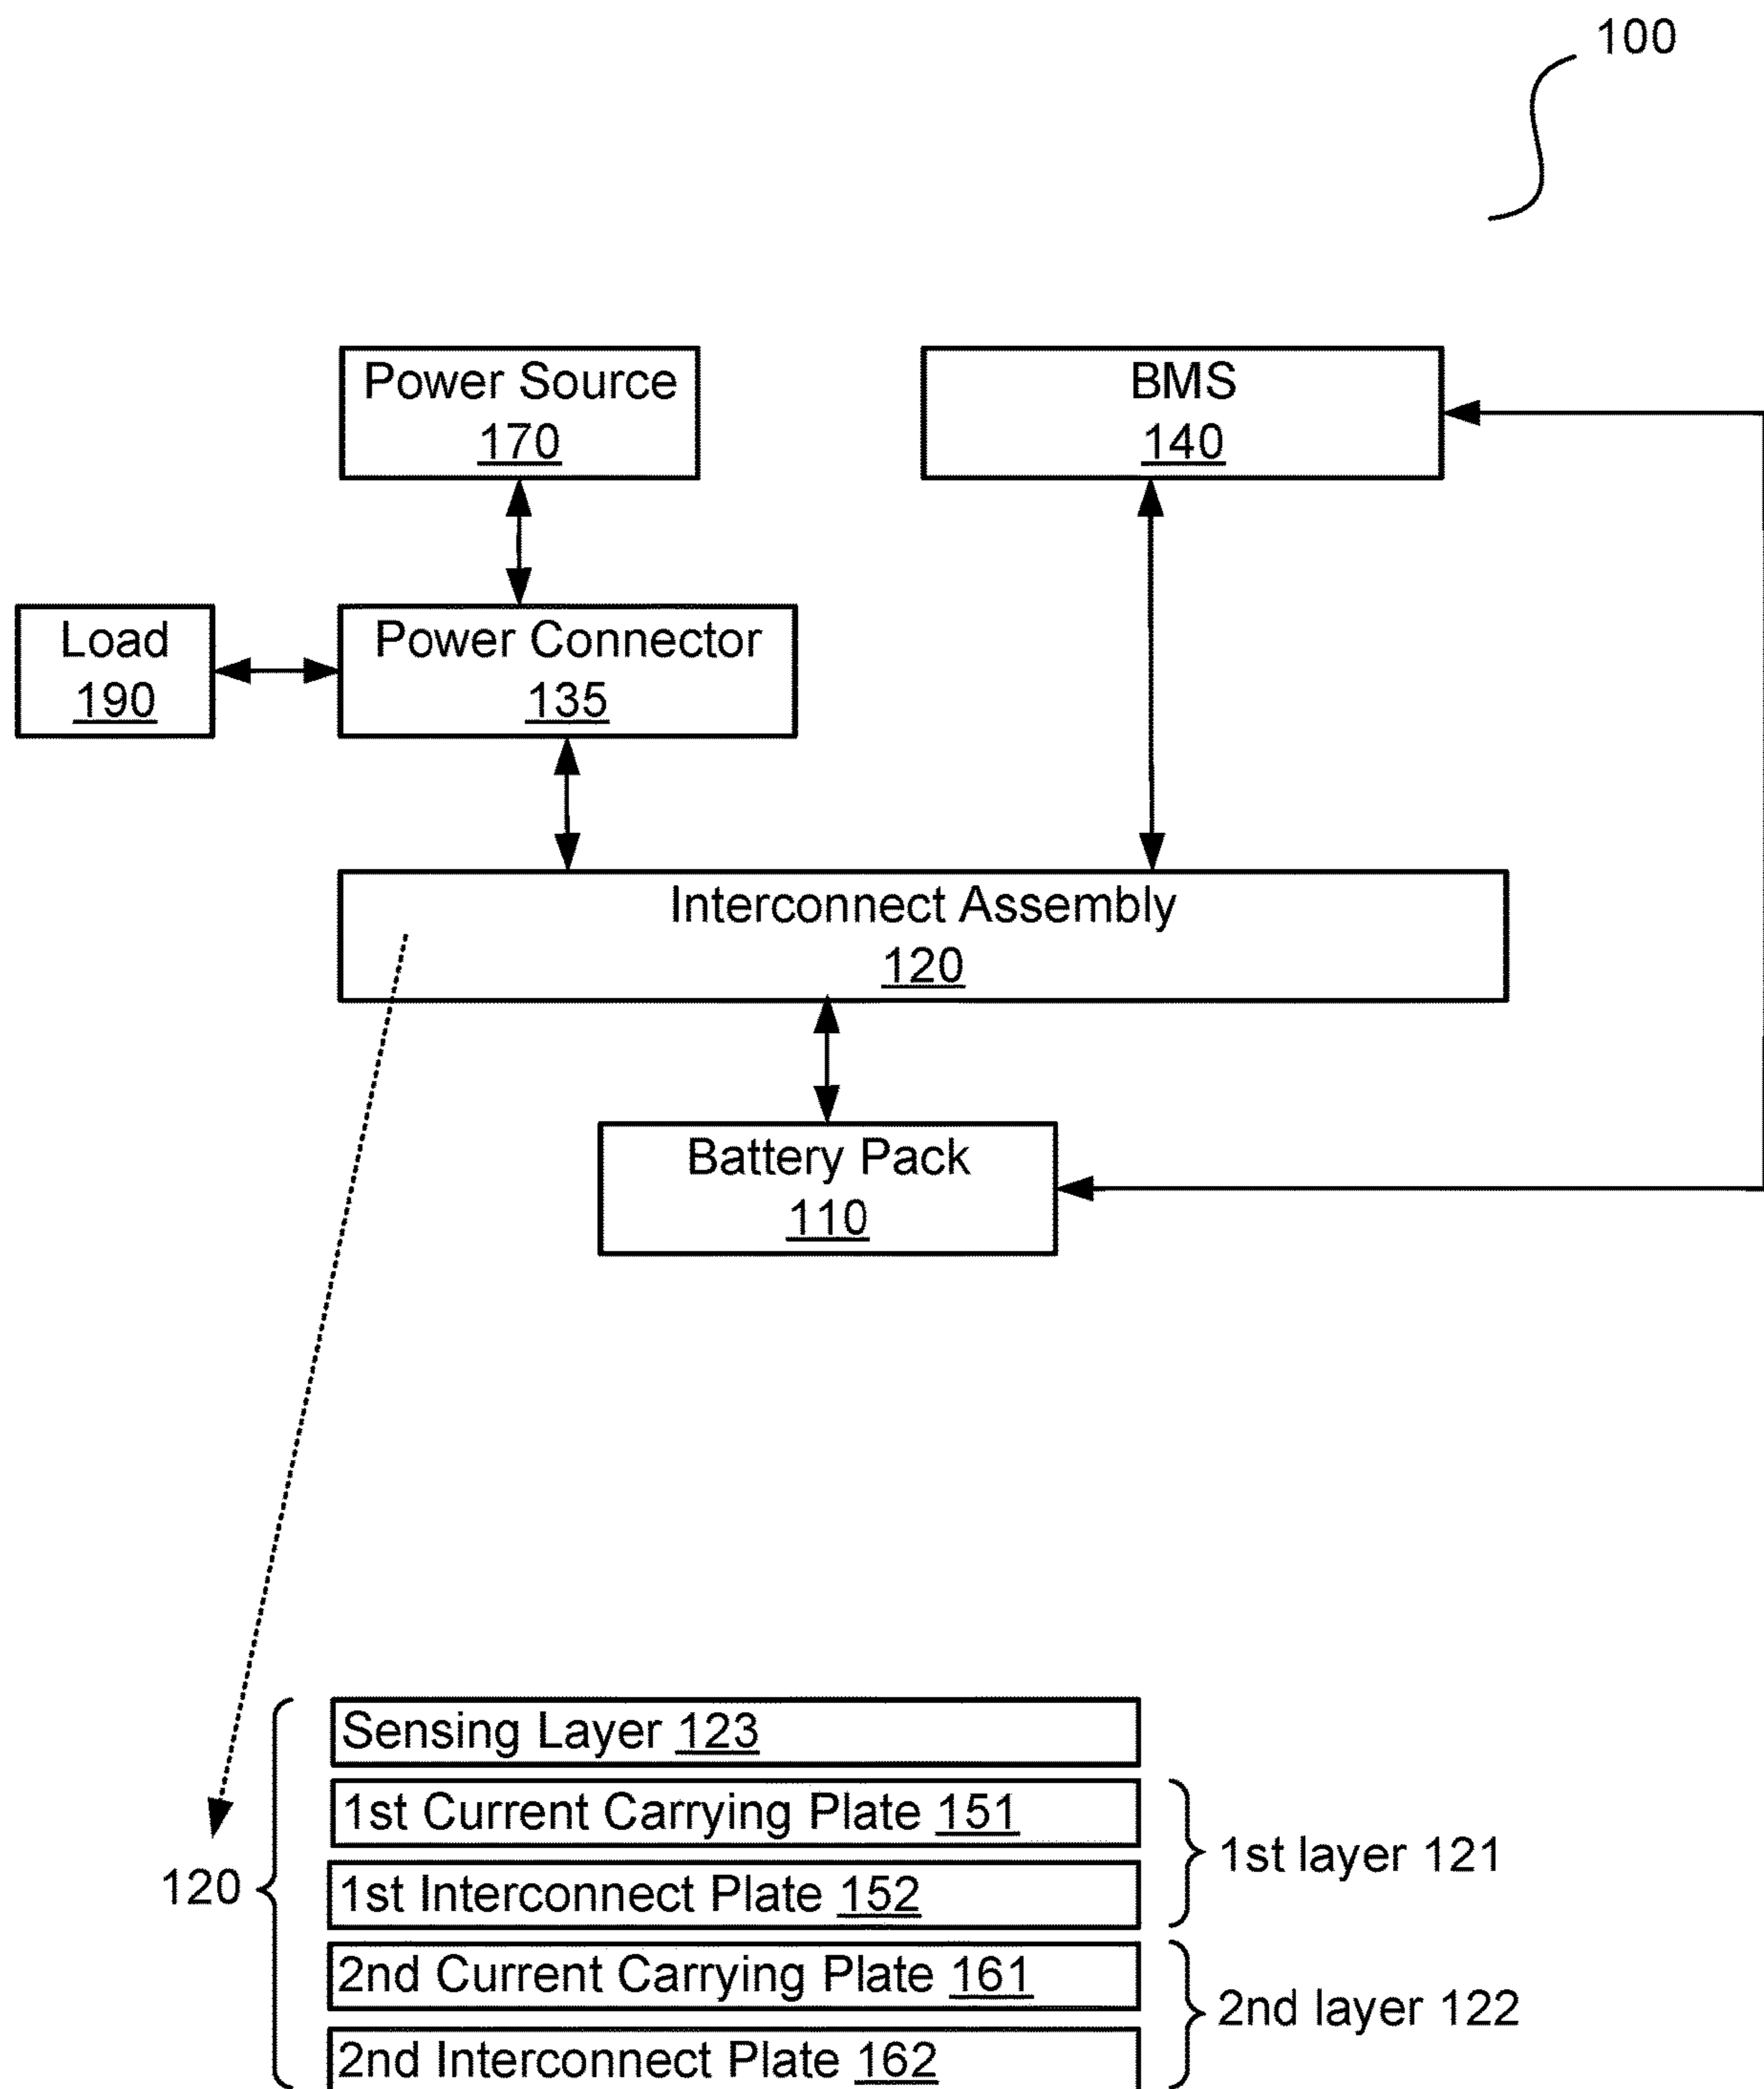 100
Power Source
170
BMS
140
Load
190
Power Connector
135
Interconnect Assembly
120
Battery Pack
110
Sensing Layer 123
1st Current Carrying Plate 151
1st Interconnect Plate 152
1st layer 121
120
2nd Current Carrying Plate 161
2nd Interconnect Plate 162
2nd layer 122